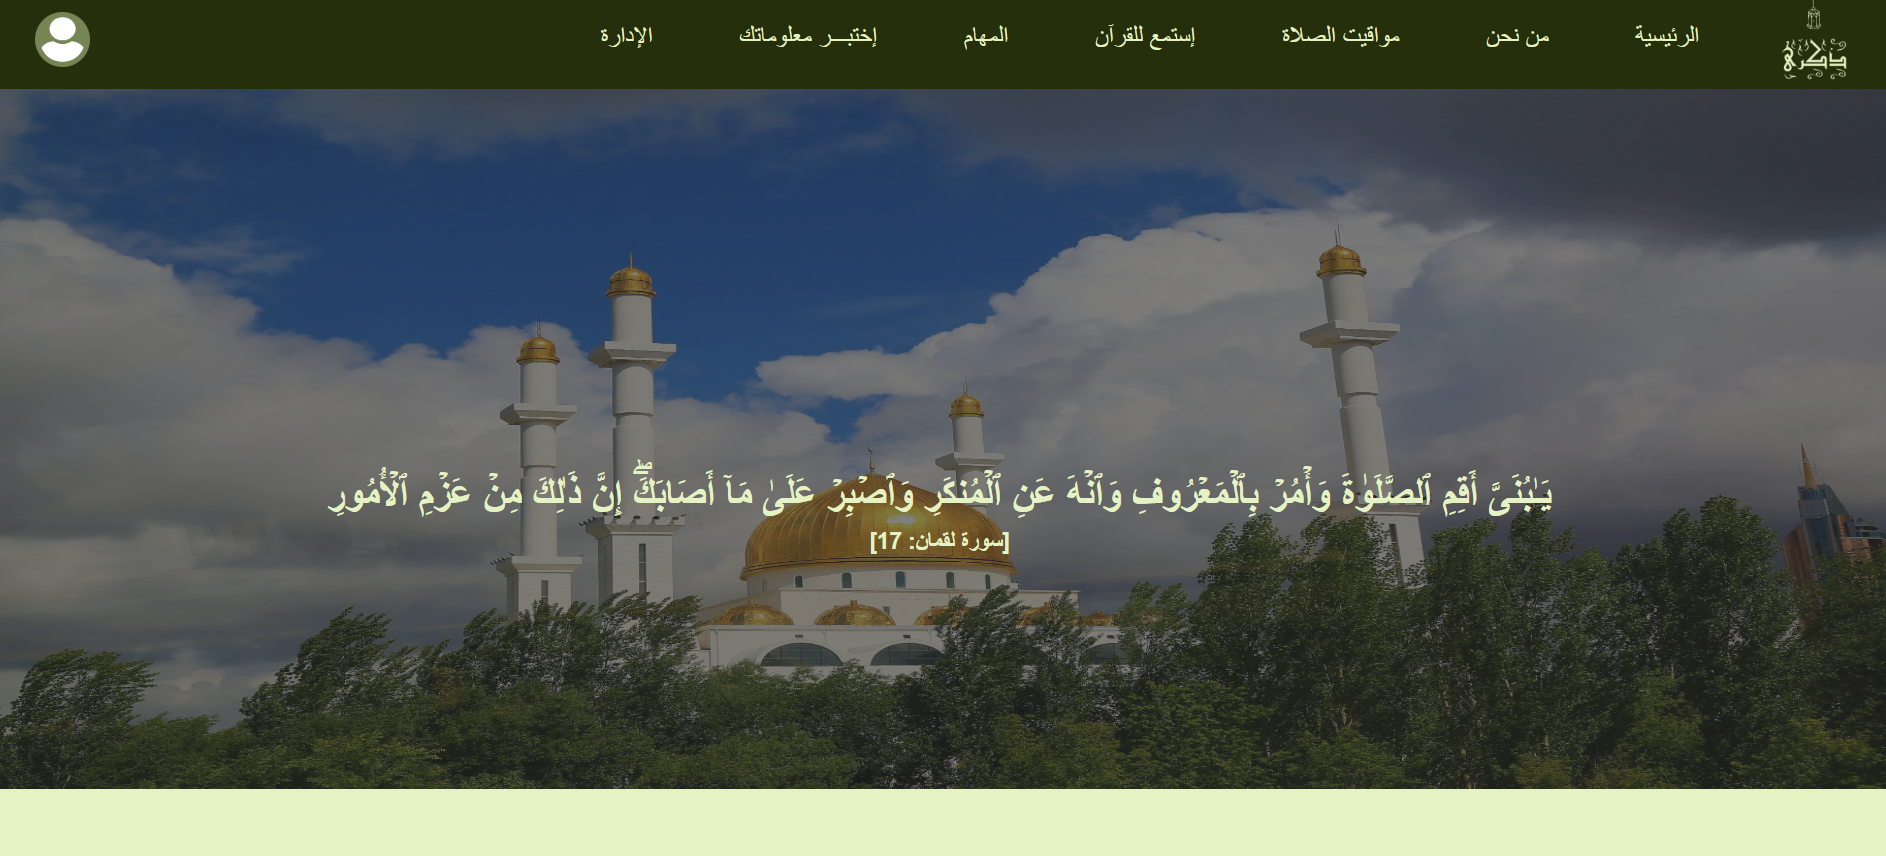 ذكرني
الرئيسية
من نحن
مواقيت الصلاة
إستمع للقرآن
المهام
إختبـــر معلوماتك
الإدارة
يَـٰبُنَىَّ أَقِمِ ٱلصَّلَوٰةَ وَأۡمُرۡ بِٱلۡمَعۡرُوفِ وَٱنۡهَ عَنِ ٱلۡمُنكَرِ وَٱصۡبِرۡ عَلَىٰ مَآ أَصَابَكَۖ إِنَّ ذَٰلِكَ مِنۡ عَزۡمِ ٱلۡأُمُورِ
[سورة لقمان: 17]